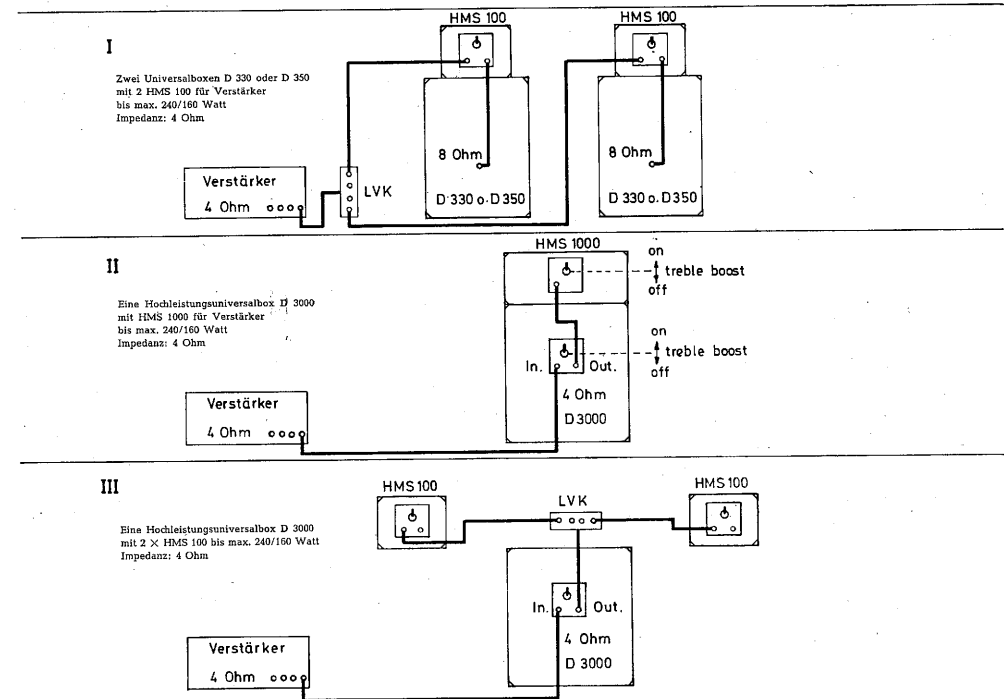 I
Zwei Universalboxen D 330 oder D 350
mit 2 HMS 100 für Verstärker
bis max. 240/160 Watt
Impedanz: 4 Ohm
HMS 100
HMS 100
8 Ohm
8 Ohm
D 330 o. D 350
D 330 o. D 350
Verstärker
4 Ohm
LVK
II
Eine Hochleistungsuniversalbox D 3000
mit HMS 1000 für Verstärker
bis max. 240/160 Watt
Impedanz: 4 Ohm
HMS 1000
on
treble boost
off
on
treble boost
off
In. Out.
4 Ohm
D 3000
Verstärker
4 Ohm
III
Eine Hochleistungsuniversalbox D 3000
mit 2 × HMS 100 bis max. 240/160 Watt
Impedanz: 4 Ohm
HMS 100
LVK
HMS 100
In. Out.
4 Ohm
D 3000
Verstärker
4 Ohm